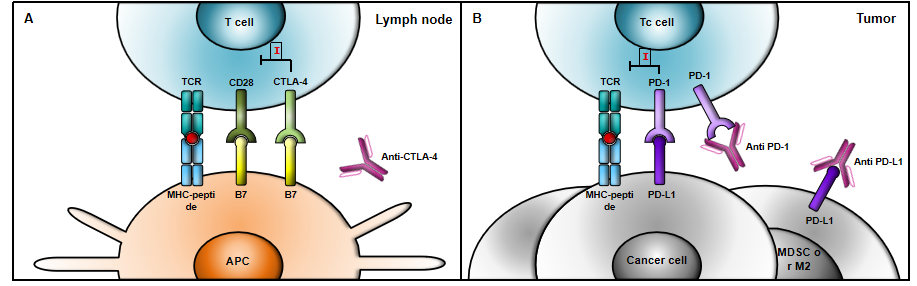 A
T cell
Lymph node
I
TCR
CD28
CTLA-4
Anti-CTLA-4
MHC-pepti
de
B7
B7
APC
B
Tc cell
Tumor
I
TCR
PD-1
PD-1
Anti PD-1
Anti PD-L1
MHC-pepti
de
PD-L1
PD-L1
Cancer cell
MDSC o
r M2